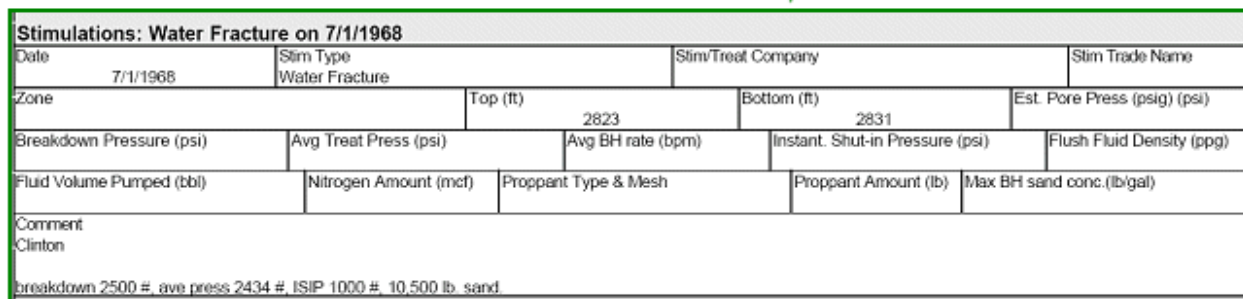 Stimulations: Water Fracture on 7/1/1968
Date Stim Type Stim/Treat Company Stim Trade Name
7/1/1968 Water Fracture
Zone Top (ft) Bottom (ft) Est. Pore Press (psig) (psi)
2823 2831
Breakdown Pressure (psi) Avg Treat Press (psi) Avg BH rate (bpm) Instant. Shut-in Pressure (psi) Flush Fluid Density (ppg)
Fluid Volume Pumped (bbl) Nitrogen Amount (mcf) Proppant Type & Mesh Proppant Amount (lb) Max BH sand conc.(lb/gal)
Comment
Clinton
breakdown 2500 #, ave press 2434 #, ISIP 1000 #, 10,500 lb. sand.